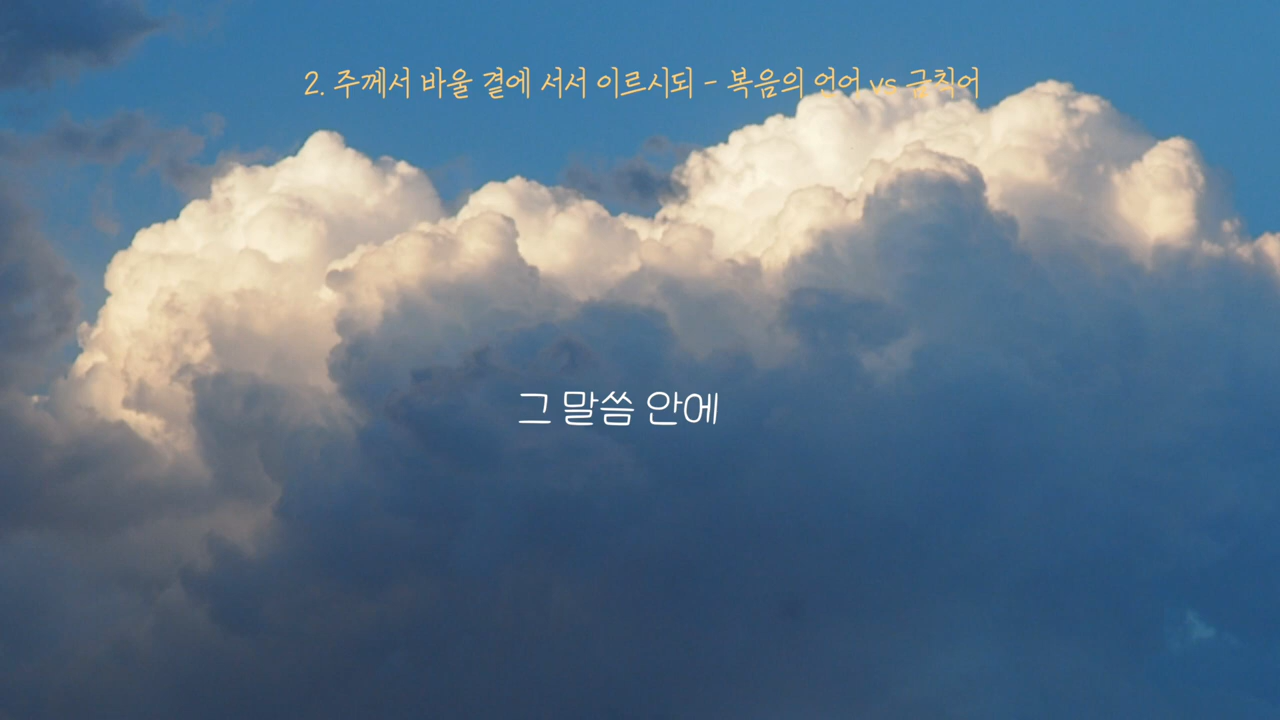 2. 주께서 바울 곁에 서서 이르시되 - 복음의 언어 vs 금칙어
그 말씀 안에